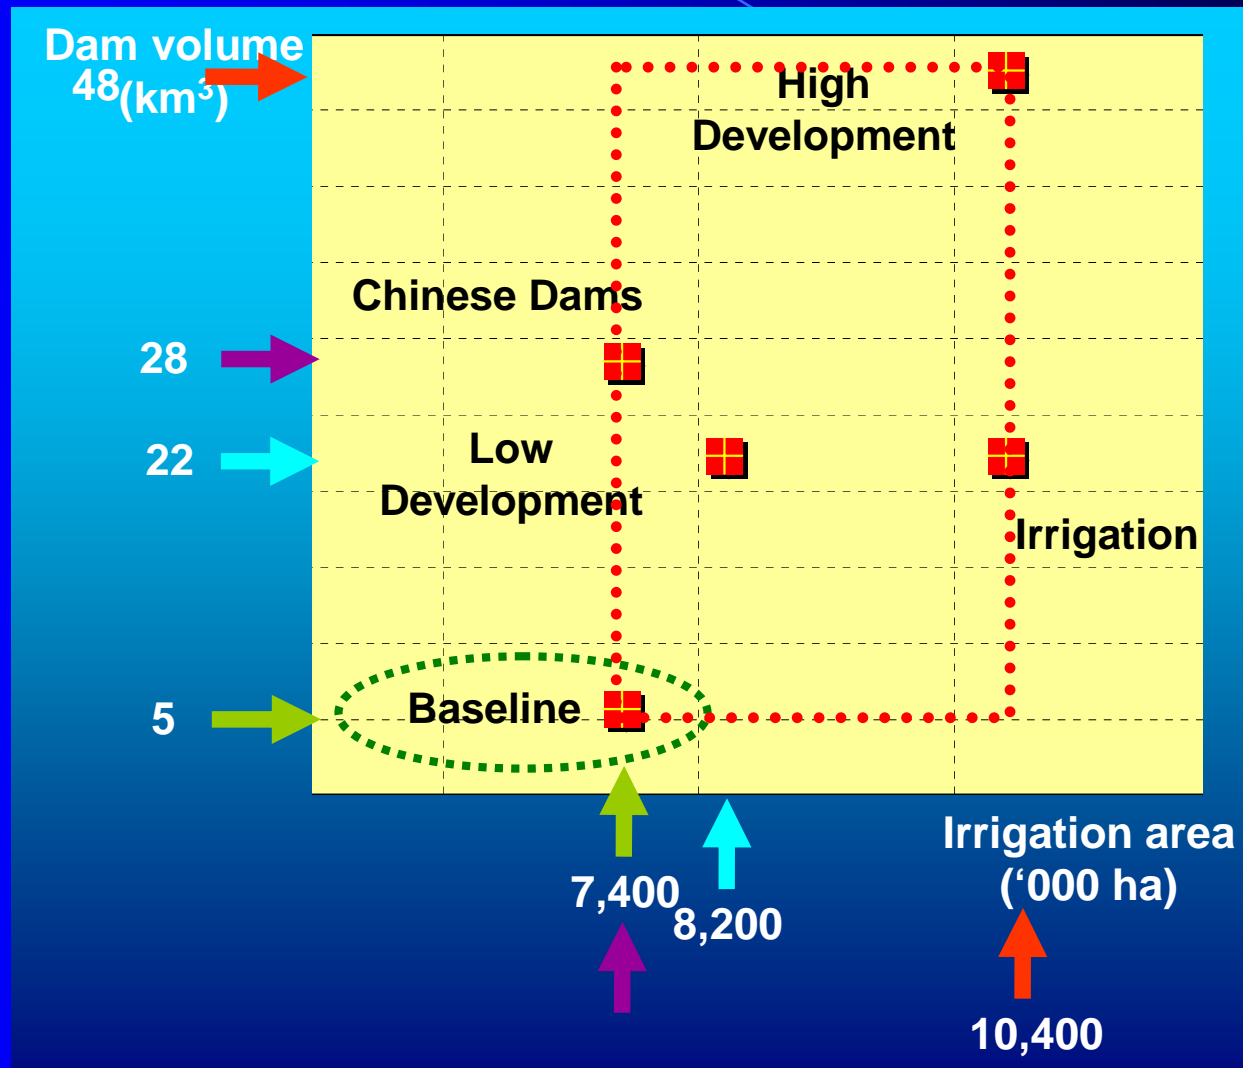 Dam volume
48
(km³)
High
Development
Chinese Dams
28
22
Low
Development
Irrigation
5
Baseline
7,400
8,200
Irrigation area
(‘000 ha)
10,400